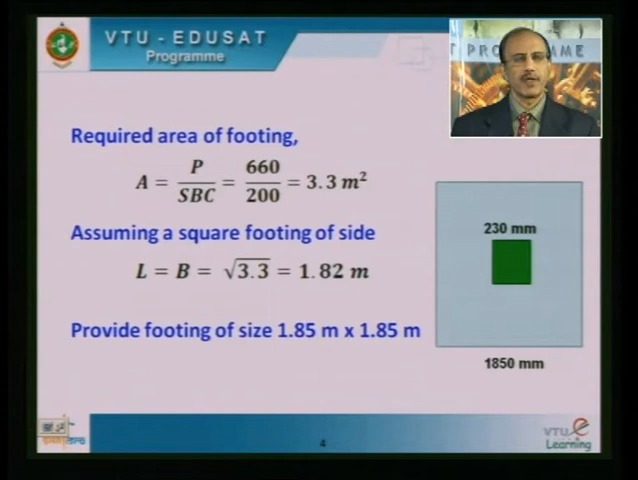 VTU - EDUSAT
Programme
T PROGRAMME
Required area of footing,
A = P/SBC = 660/200 = 3.3 m²
Assuming a square footing of side
L = B = √3.3 = 1.82 m
Provide footing of size 1.85 m x 1.85 m
230 mm
1850 mm
4
VTU e
Learning